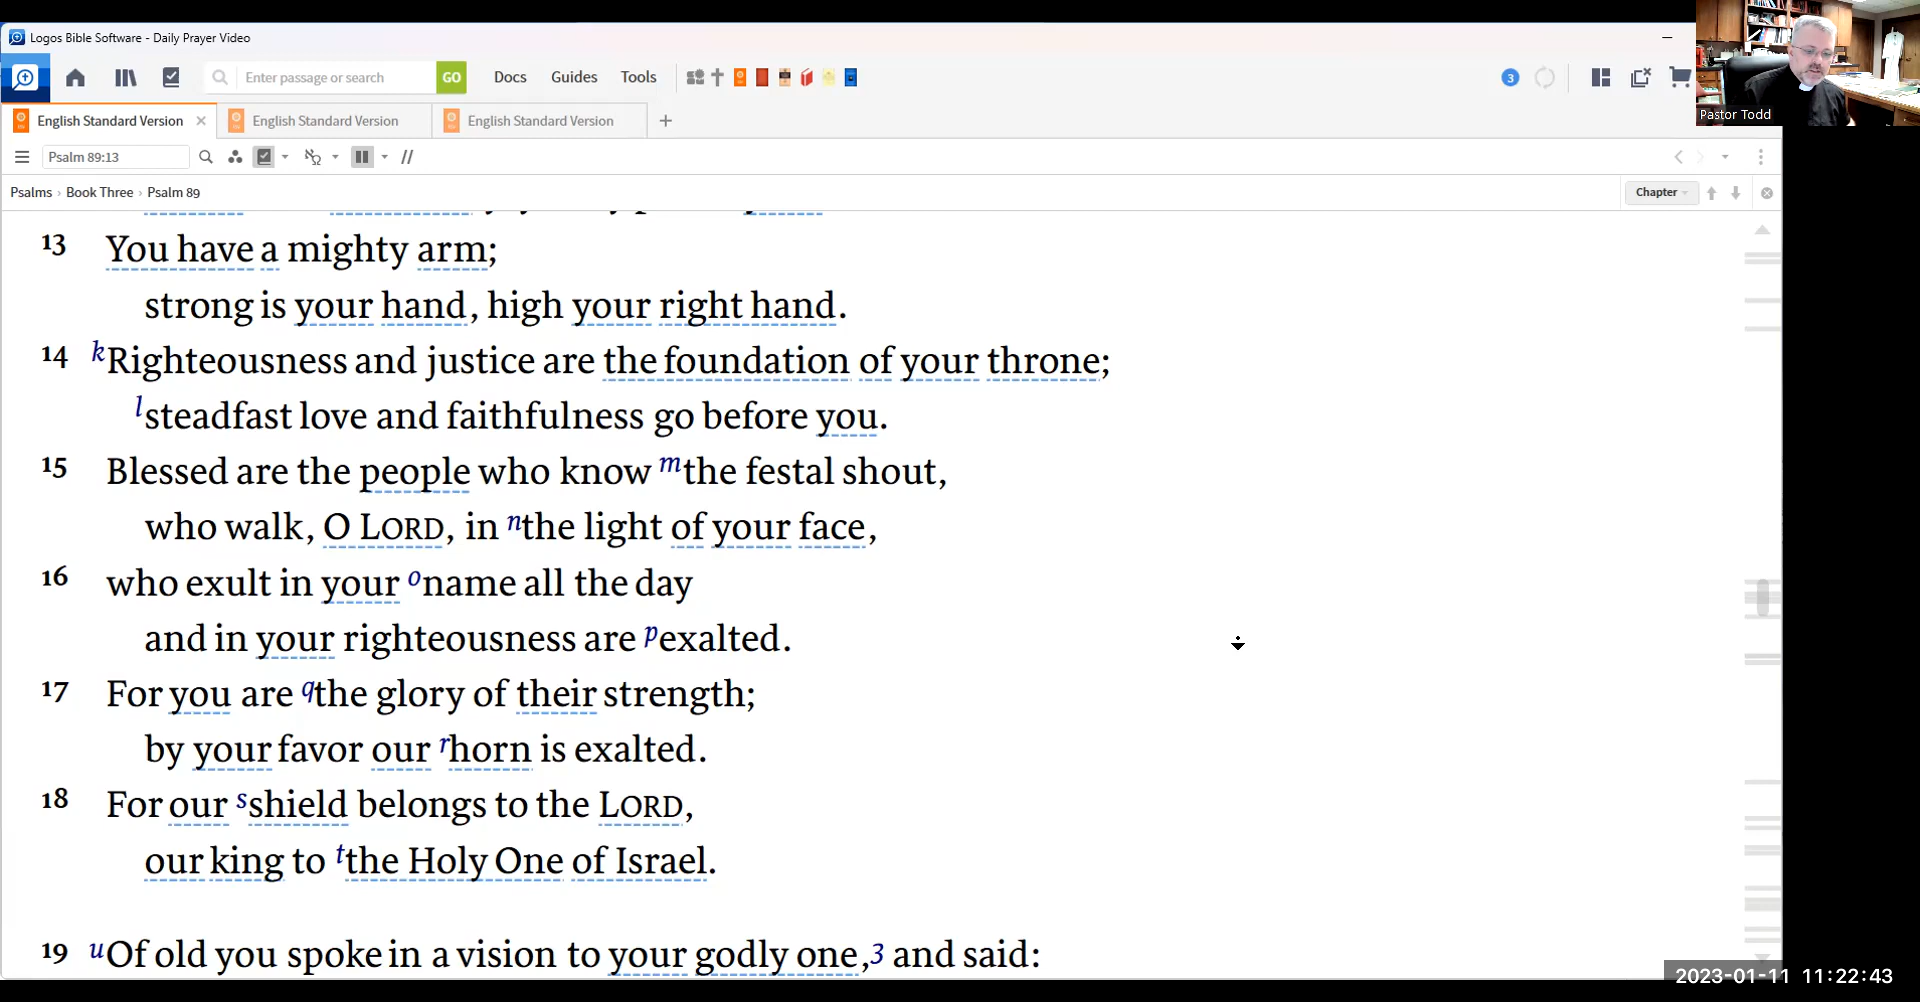 Logos Bible Software - Daily Prayer Video
Enter passage or search GO Docs Guides Tools 3
Pastor Todd
English Standard Version English Standard Version English Standard Version
Psalm 89:13
Psalms › Book Three › Psalm 89 Chapter
13 You have a mighty arm;
strong is your hand, high your right hand.
14 kRighteousness and justice are the foundation of your throne;
lsteadfast love and faithfulness go before you.
15 Blessed are the people who know mthe festal shout,
who walk, O LORD, in nthe light of your face,
16 who exult in your oname all the day
and in your righteousness are pexalted.
17 For you are qthe glory of their strength;
by your favor our rhorn is exalted.
18 For our sshield belongs to the LORD,
our king to tthe Holy One of Israel.
19 uOf old you spoke in a vision to your godly one,3 and said:
2023-01-11 11:22:43